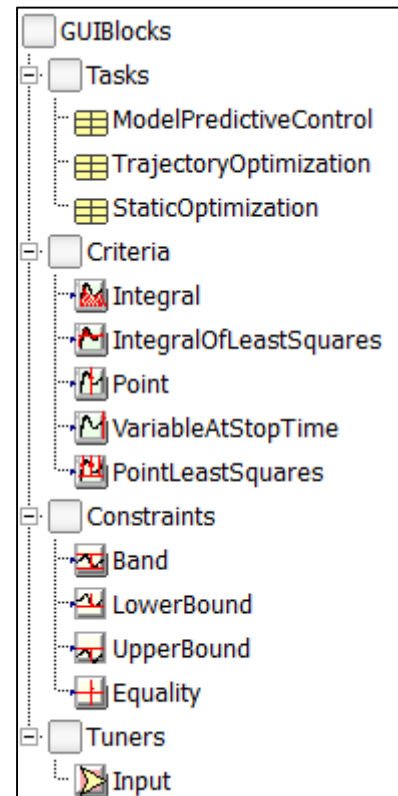 GUIBlocks
Tasks
ModelPredictiveControl
TrajectoryOptimization
StaticOptimization
Criteria
Integral
IntegralOfLeastSquares
Point
VariableAtStopTime
PointLeastSquares
Constraints
Band
LowerBound
UpperBound
Equality
Tuners
Input